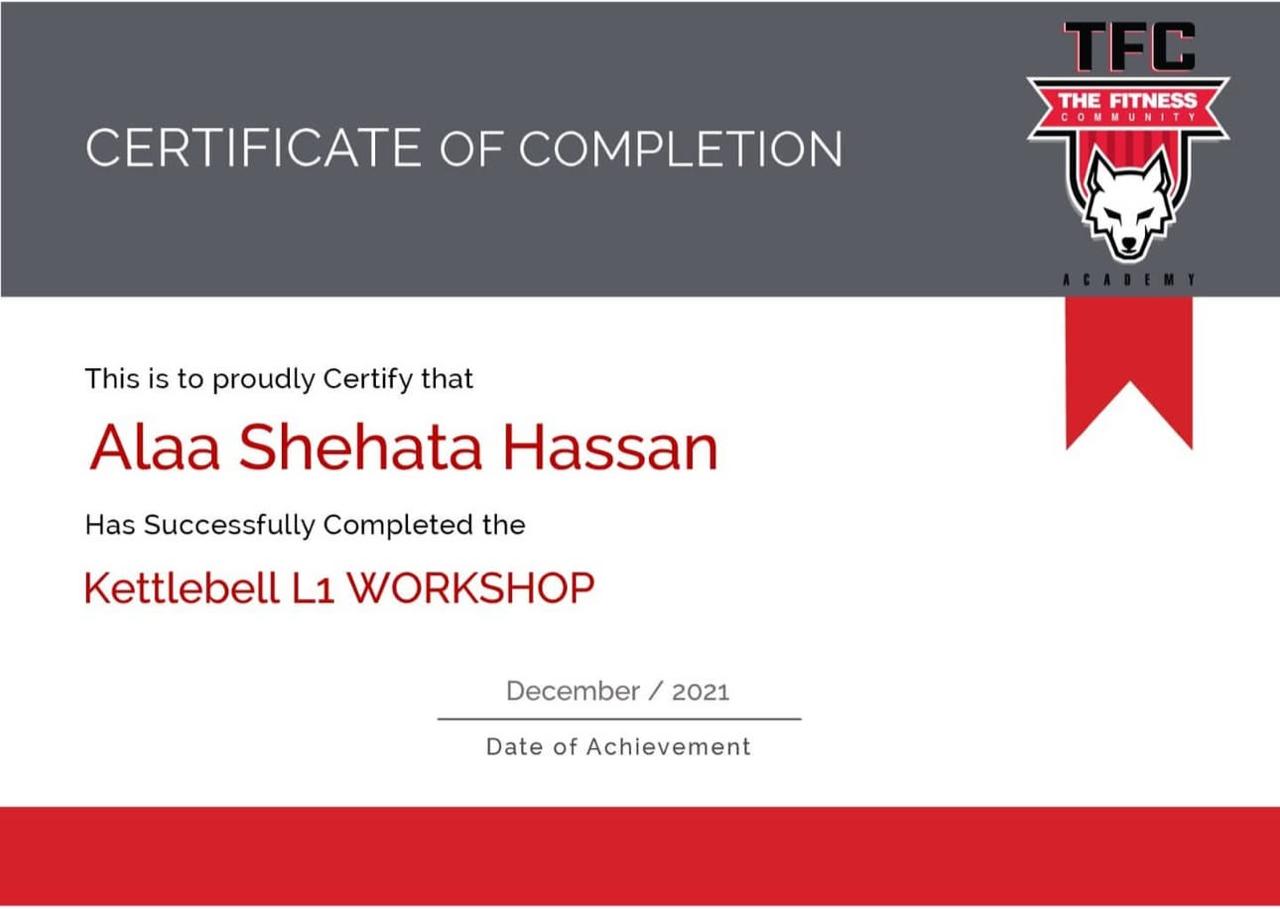 TFC
THE FITNESS
COMMUNITY
ACADEMY
CERTIFICATE OF COMPLETION
This is to proudly Certify that
Alaa Shehata Hassan
Has Successfully Completed the
Kettlebell L1 WORKSHOP
December / 2021
Date of Achievement